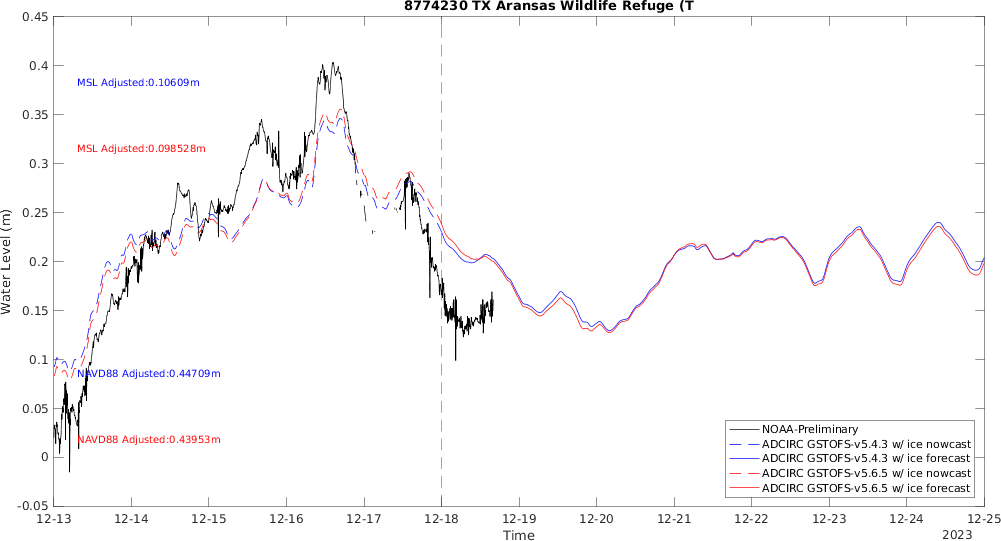 8774230 TX Aransas Wildlife Refuge (T
0.45
0.4
0.35
0.3
0.25
0.2
0.15
0.1
0.05
0
-0.05
Water Level (m)
MSL Adjusted:0.10609m
MSL Adjusted:0.098528m
NAVD88 Adjusted:0.44709m
NAVD88 Adjusted:0.43953m
NOAA-Preliminary
ADCIRC GSTOFS-v5.4.3 w/ ice nowcast
ADCIRC GSTOFS-v5.4.3 w/ ice forecast
ADCIRC GSTOFS-v5.6.5 w/ ice nowcast
ADCIRC GSTOFS-v5.6.5 w/ ice forecast
12-13 12-14 12-15 12-16 12-17 12-18 12-19 12-20 12-21 12-22 12-23 12-24 12-25
Time
2023